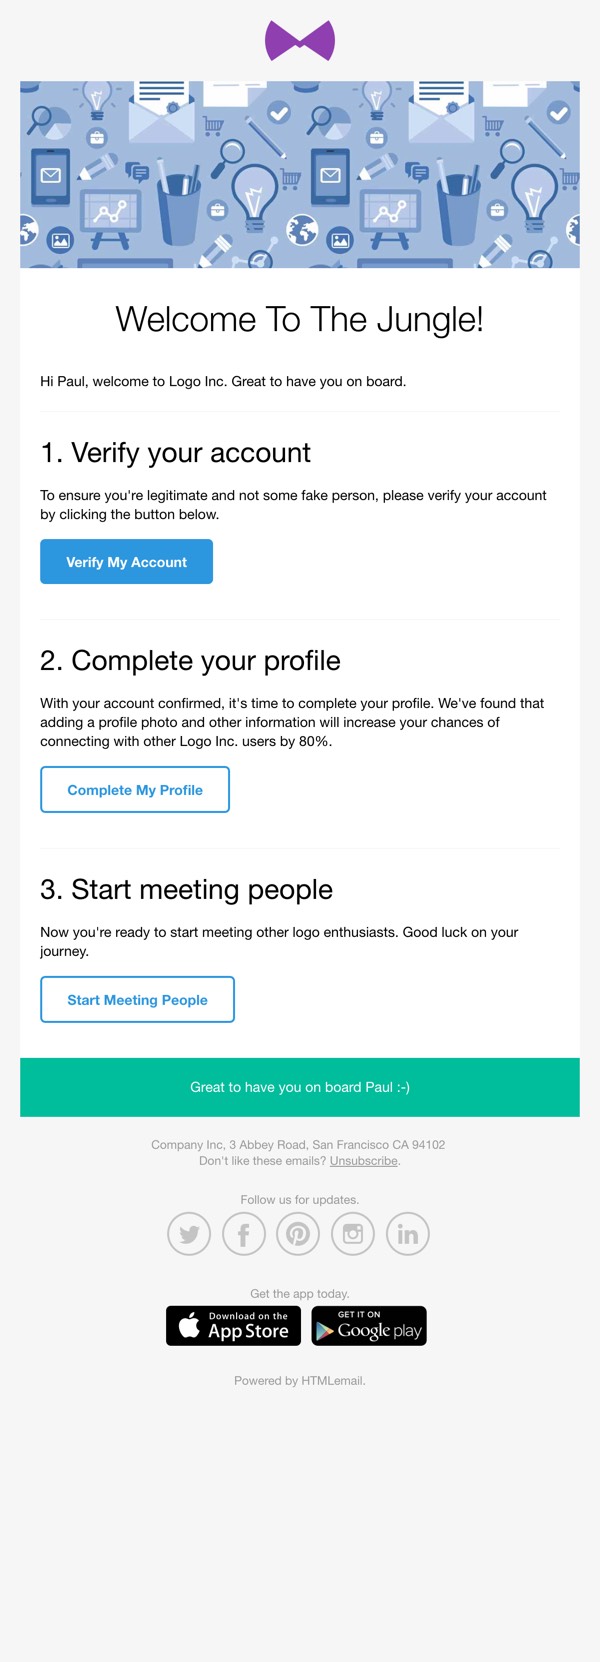 Welcome To The Jungle!
Hi Paul, welcome to Logo Inc. Great to have you on board.
1. Verify your account
To ensure you're legitimate and not some fake person, please verify your account
by clicking the button below.
Verify My Account
2. Complete your profile
With your account confirmed, it's time to complete your profile. We've found that
adding a profile photo and other information will increase your chances of
connecting with other Logo Inc. users by 80%.
Complete My Profile
3. Start meeting people
Now you're ready to start meeting other logo enthusiasts. Good luck on your
journey.
Start Meeting People
Great to have you on board Paul :-)
Company Inc, 3 Abbey Road, San Francisco CA 94102
Don't like these emails? Unsubscribe.
Follow us for updates.
Get the app today.
Download on the
App Store
GET IT ON
Google play
Powered by HTMLemail.